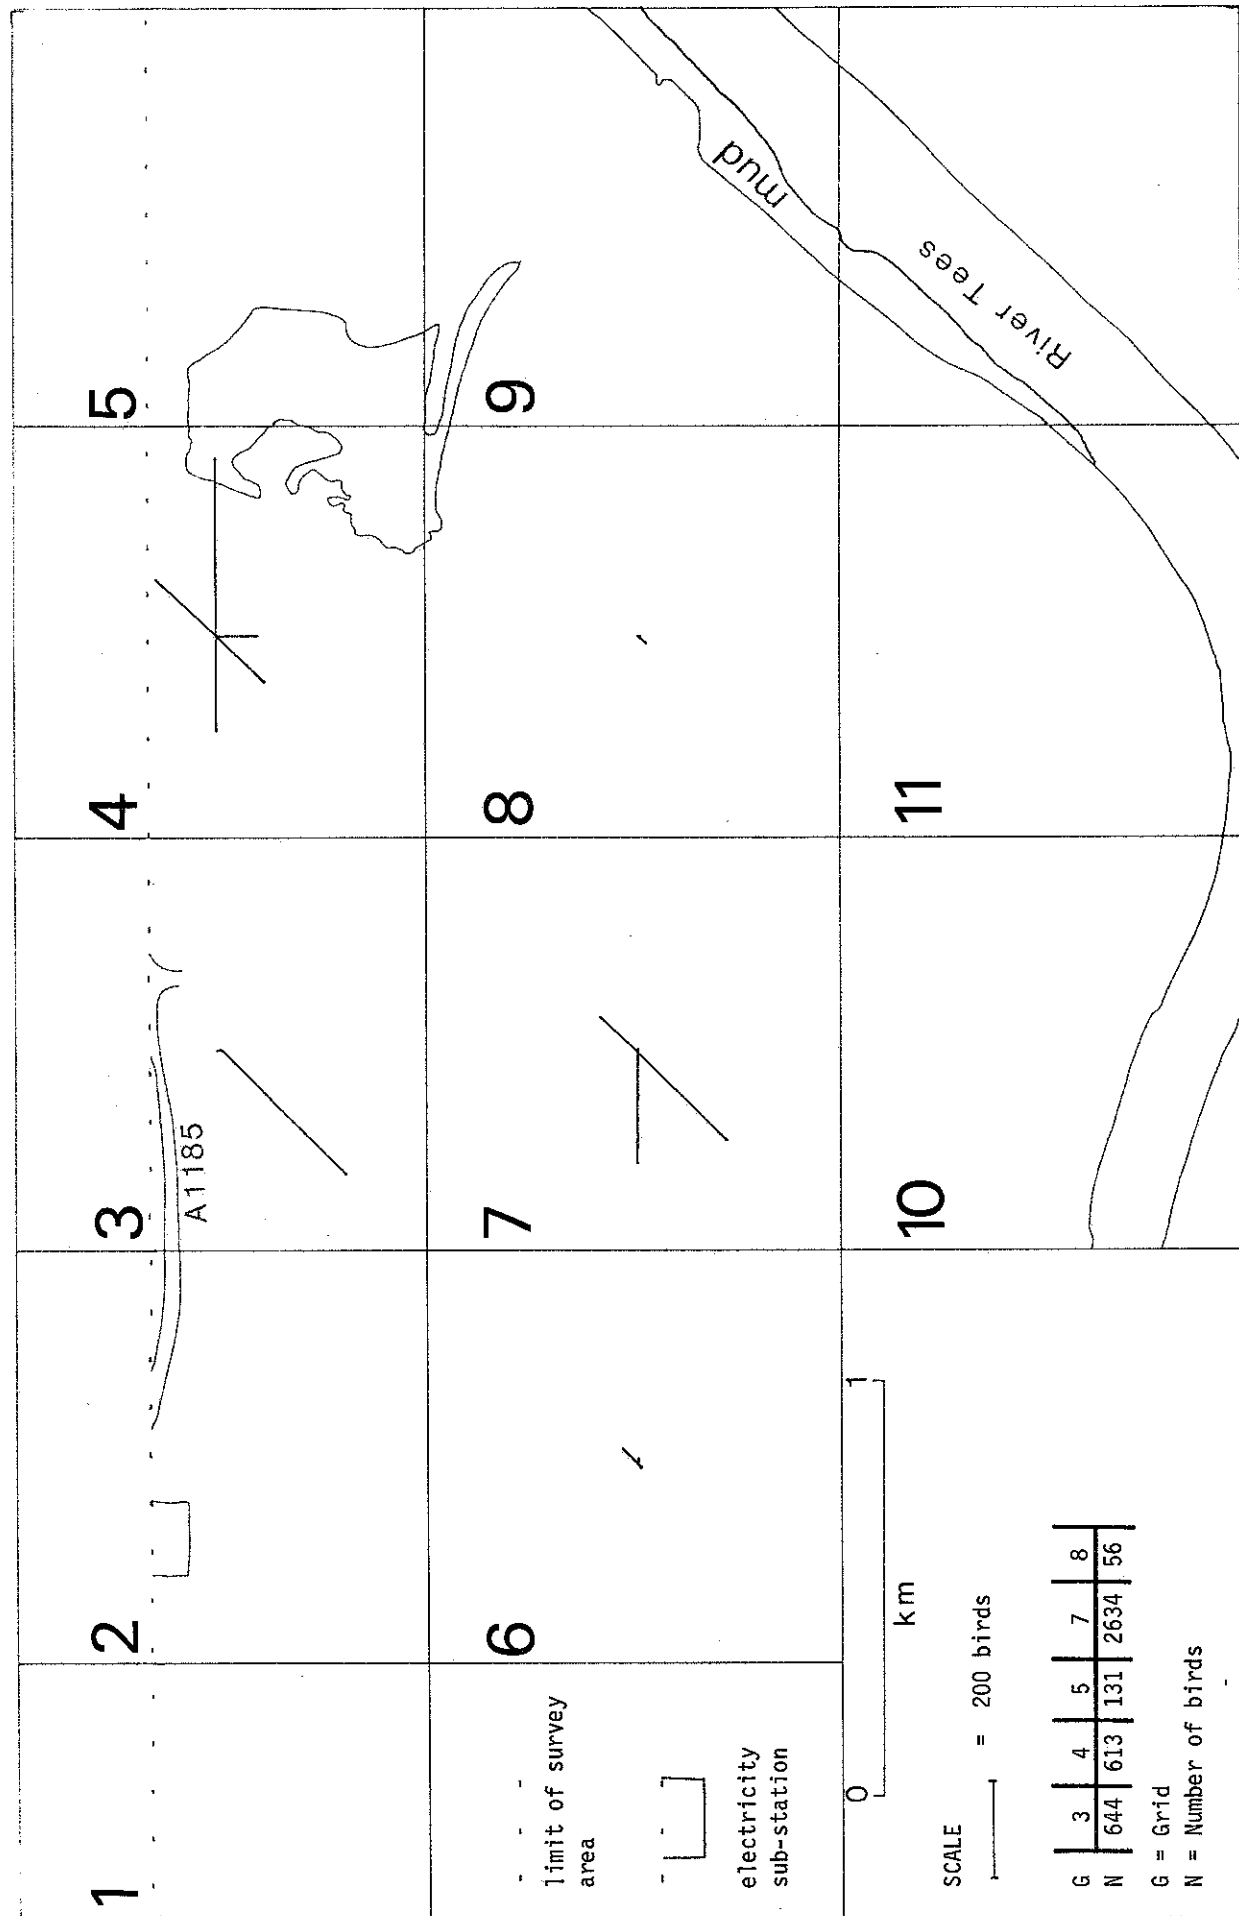 1
2
3
4
5
A1185
6
7
8
9
mud
River Tees
10
11
limit of survey
area
electricity
sub-station
0 1
km
SCALE = 200 birds
G 3 4 5 7 8
N 644 613 131 2634 56
G = Grid
N = Number of birds